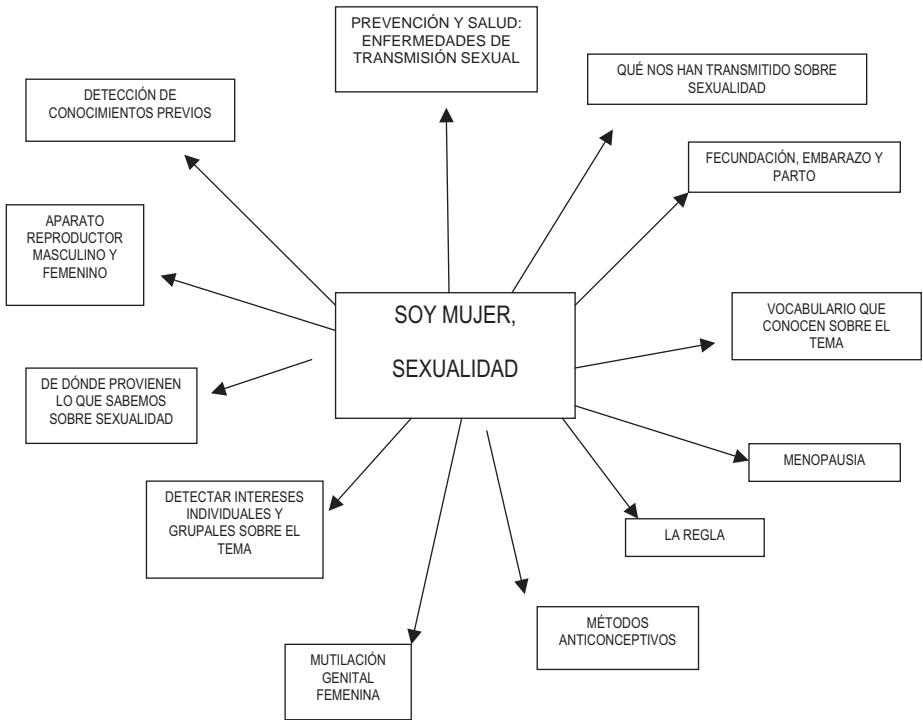 PREVENCIÓN Y SALUD:
ENFERMEDADES DE
TRANSMISIÓN SEXUAL
QUÉ NOS HAN TRANSMITIDO SOBRE
SEXUALIDAD
DETECCIÓN DE
CONOCIMIENTOS PREVIOS
FECUNDACIÓN, EMBARAZO Y
PARTO
APARATO
REPRODUCTOR
MASCULINO Y
FEMENINO
SOY MUJER,
SEXUALIDAD
VOCABULARIO QUE
CONOCEN SOBRE EL
TEMA
DE DÓNDE PROVIENEN
LO QUE SABEMOS
SOBRE SEXUALIDAD
MENOPAUSIA
DETECTAR INTERESES
INDIVIDUALES Y
GRUPALES SOBRE EL
TEMA
LA REGLA
MÉTODOS
ANTICONCEPTIVOS
MUTILACIÓN
GENITAL
FEMENINA